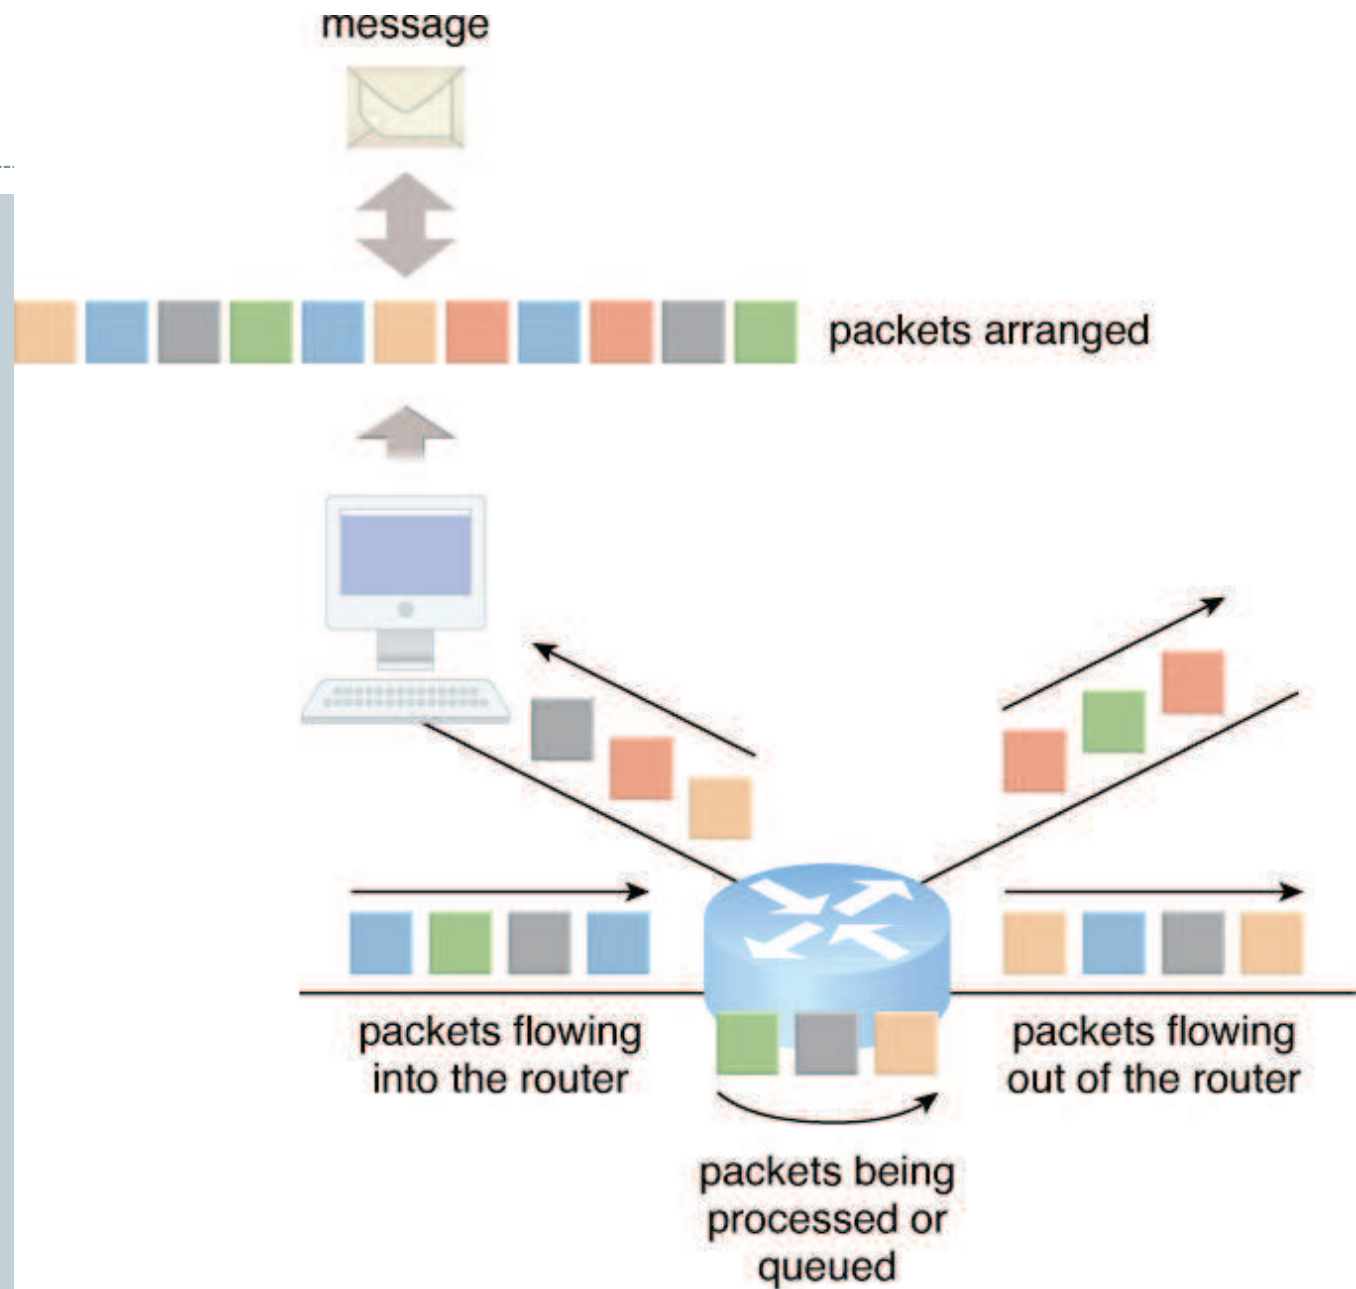 message
packets arranged
packets flowing
into the router
packets flowing
out of the router
packets being
processed or
queued